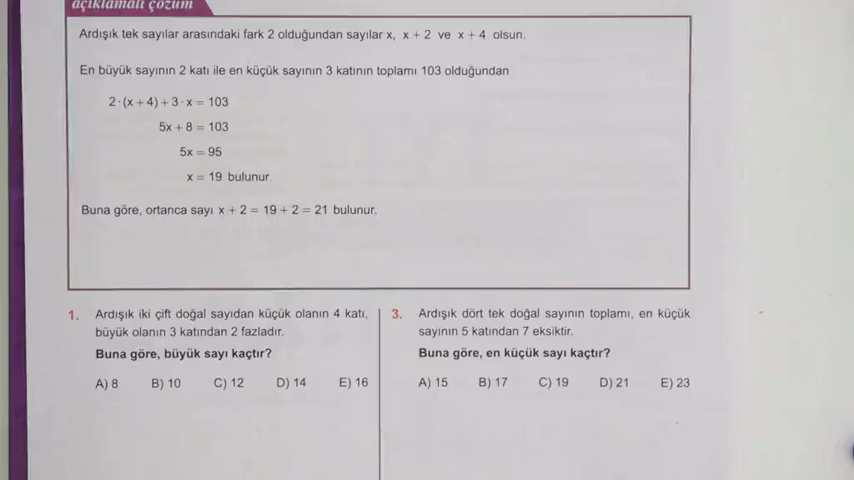 açıklamalı çözüm
Ardışık tek sayılar arasındaki fark 2 olduğundan sayılar x, x + 2 ve x + 4 olsun.
En büyük sayının 2 katı ile en küçük sayının 3 katının toplamı 103 olduğundan
2·(x + 4) + 3·x = 103
5x + 8 = 103
5x = 95
x = 19 bulunur.
Buna göre, ortanca sayı x + 2 = 19 + 2 = 21 bulunur.
1. Ardışık iki çift doğal sayıdan küçük olanın 4 katı,
büyük olanın 3 katından 2 fazladır.
Buna göre, büyük sayı kaçtır?
A) 8 B) 10 C) 12 D) 14 E) 16
3. Ardışık dört tek doğal sayının toplamı, en küçük
sayının 5 katından 7 eksiktir.
Buna göre, en küçük sayı kaçtır?
A) 15 B) 17 C) 19 D) 21 E) 23